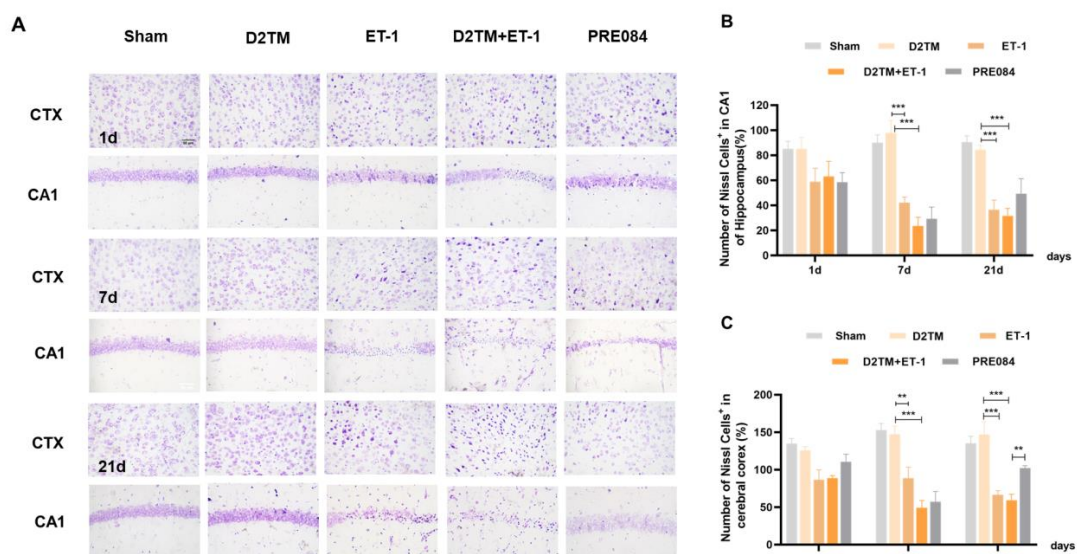 A
Sham D2TM ET-1 D2TM+ET-1 PRE084
CTX
1d
CA1
CTX
7d
CA1
CTX
21d
CA1
B
Sham D2TM ET-1
D2TM+ET-1 PRE084
Number of Nissl Cells⁺ in CA1
of Hippocampus(%)
120
100
80
60
40
20
0
***
***
***
***
1d 7d 21d days
C
Sham D2TM ET-1
D2TM+ET-1 PRE084
Number of Nissl Cells⁺ in
cerebral corex (%)
200
150
100
50
0
**
***
***
***
**
days